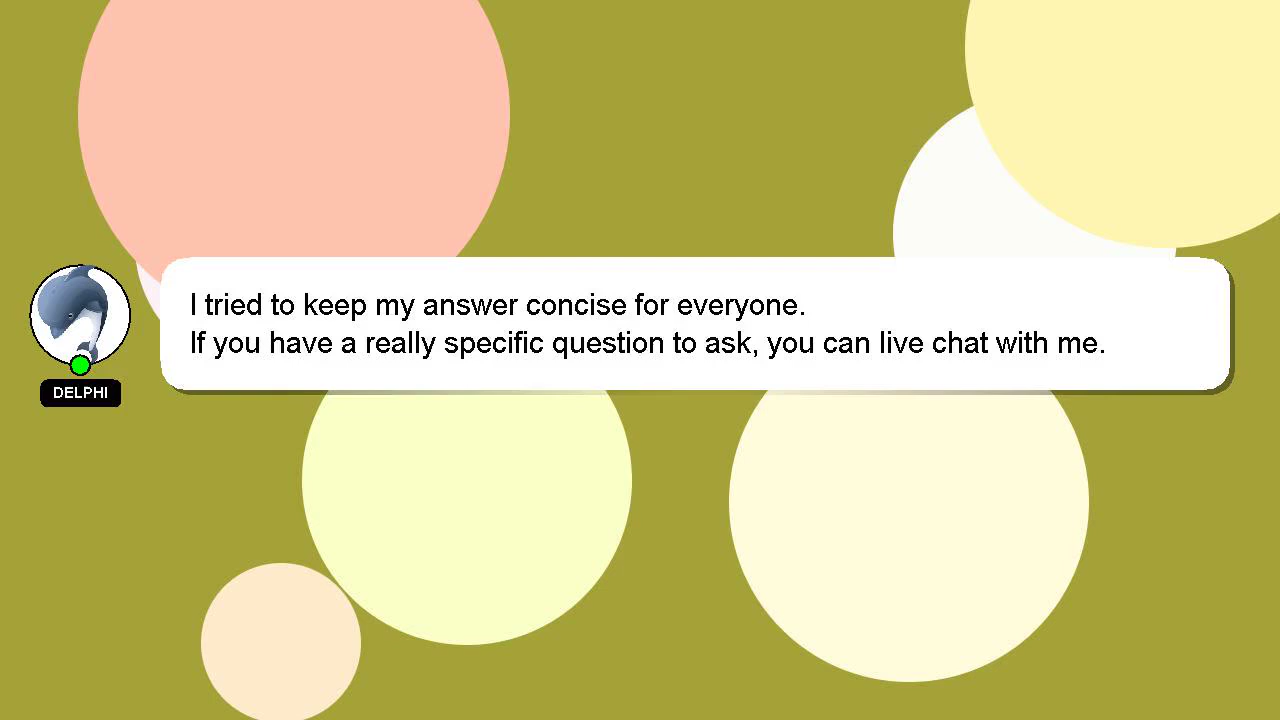 I tried to keep my answer concise for everyone.
If you have a really specific question to ask, you can live chat with me.
DELPHI